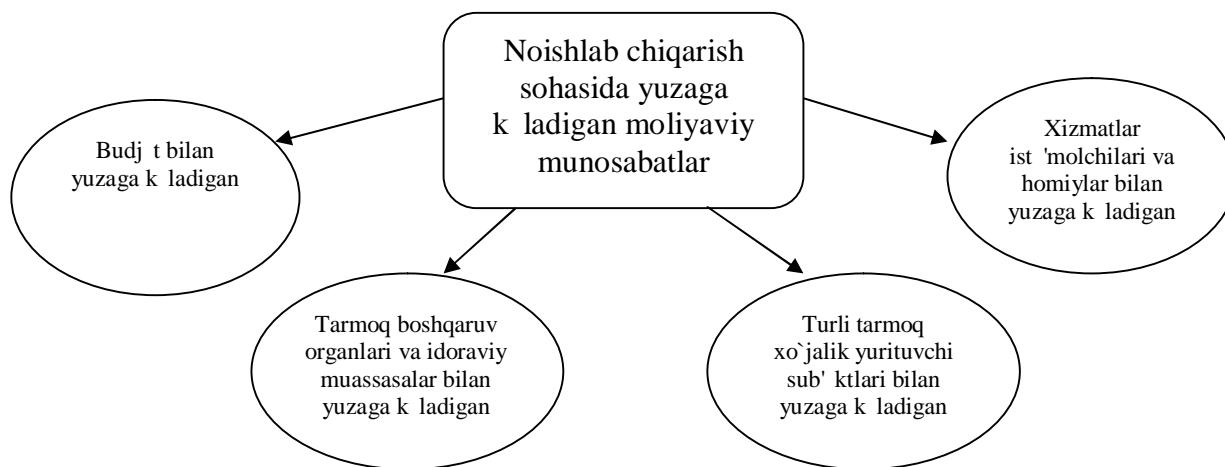 Noishlab chiqarish
sohasida yuzaga
k ladigan moliyaviy
munosabatlar
Budj t bilan
yuzaga k ladigan
Xizmatlar
ist 'molchilari va
homiylar bilan
yuzaga k ladigan
Tarmoq boshqaruv
organlari va idoraviy
muassasalar bilan
yuzaga k ladigan
Turli tarmoq
xo`jalik yurituvchi
sub' ktlari bilan
yuzaga k ladigan